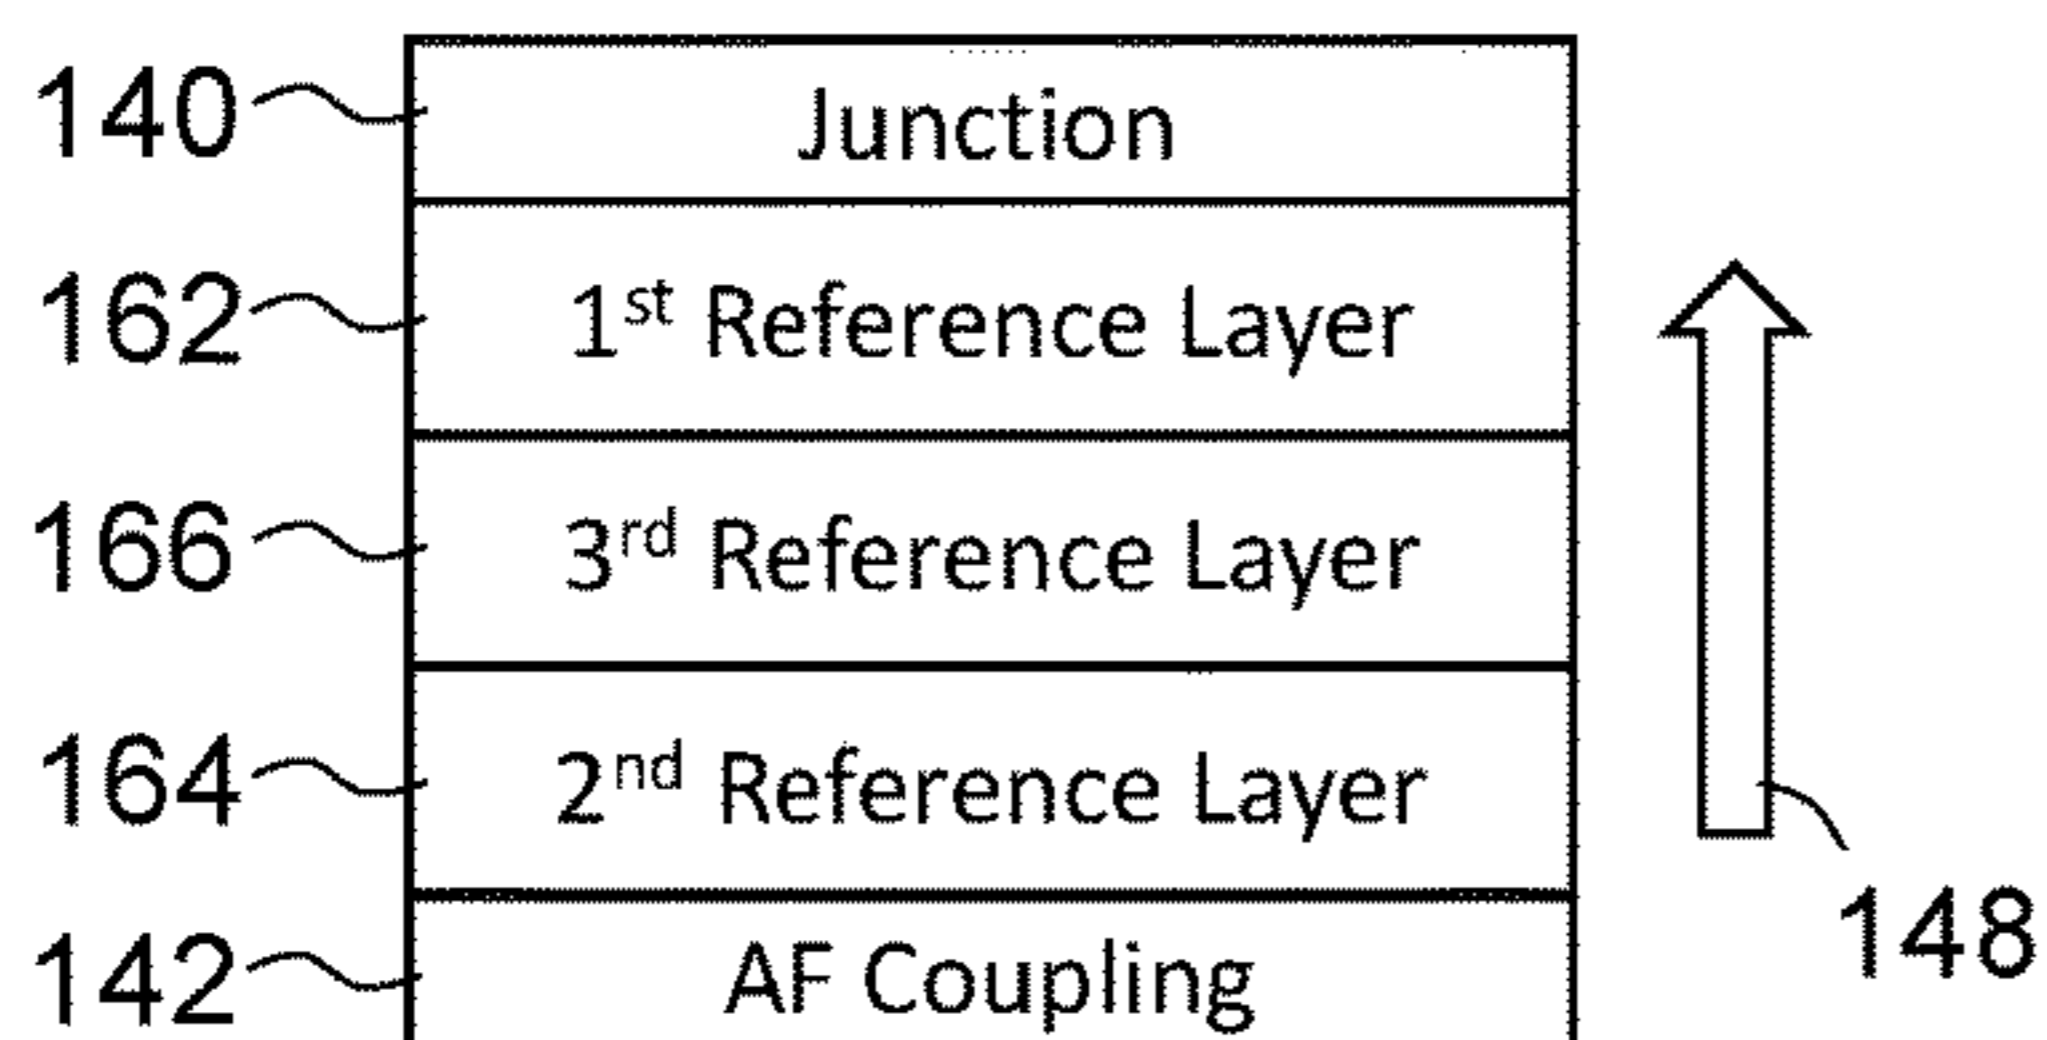 140 Junction
162 1st Reference Layer
166 3rd Reference Layer
164 2nd Reference Layer
148
142 AF Coupling